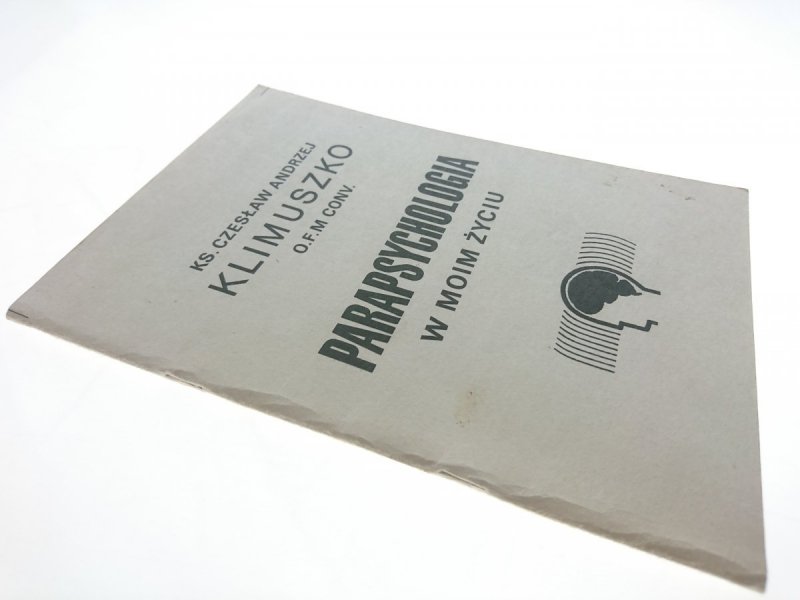 KS. CZESŁAW ANDRZEJ
KLIMUSZKO
O.F.M CONV.
PARAPSYCHOLOGIA
W MOIM ŻYCIU